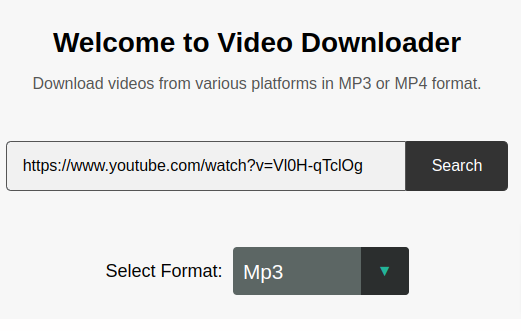 Welcome to Video Downloader
Download videos from various platforms in MP3 or MP4 format.
https://www.youtube.com/watch?v=Vl0H-qTclOg
Search
Select Format:
Mp3